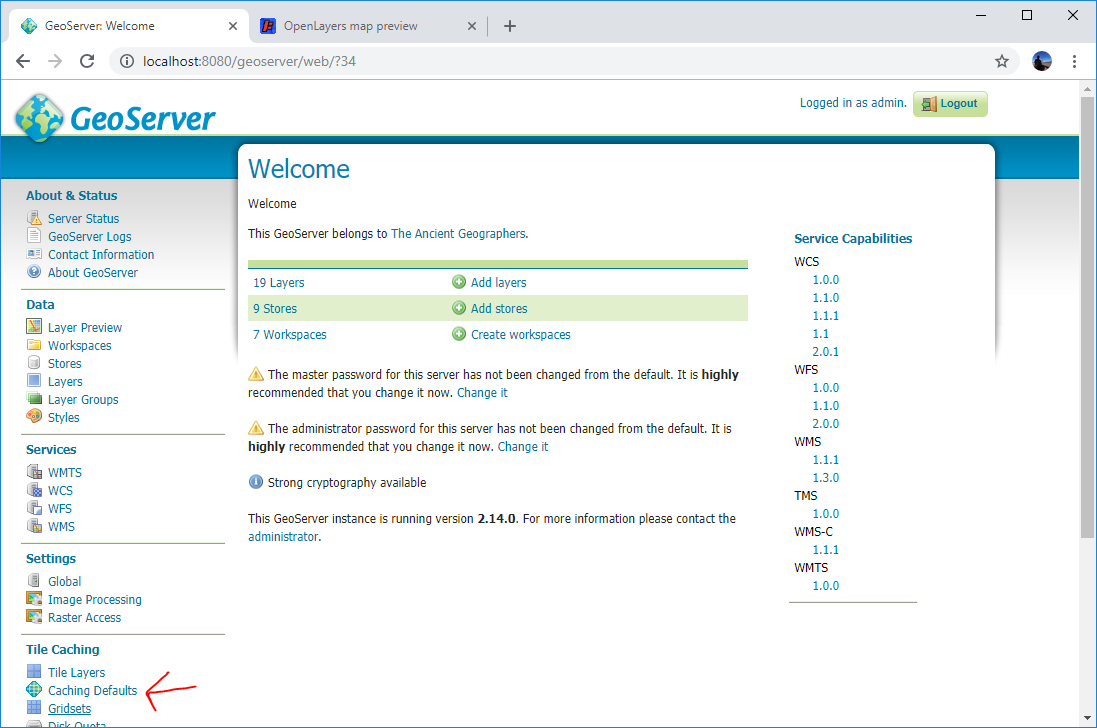 GeoServer: Welcome
OpenLayers map preview
localhost:8080/geoserver/web/?34
GeoServer
Logged in as admin.
Logout
About & Status
Server Status
GeoServer Logs
Contact Information
About GeoServer
Data
Layer Preview
Workspaces
Stores
Layers
Layer Groups
Styles
Services
WMTS
WCS
WFS
WMS
Settings
Global
Image Processing
Raster Access
Tile Caching
Tile Layers
Caching Defaults
Gridsets
Disk Quota
Welcome
Welcome
This GeoServer belongs to The Ancient Geographers.
19 Layers Add layers
9 Stores Add stores
7 Workspaces Create workspaces
The master password for this server has not been changed from the default. It is highly
recommended that you change it now. Change it
The administrator password for this server has not been changed from the default. It is
highly recommended that you change it now. Change it
Strong cryptography available
This GeoServer instance is running version 2.14.0. For more information please contact the
administrator.
Service Capabilities
WCS
1.0.0
1.1.0
1.1.1
1.1
2.0.1
WFS
1.0.0
1.1.0
2.0.0
WMS
1.1.1
1.3.0
TMS
1.0.0
WMS-C
1.1.1
WMTS
1.0.0